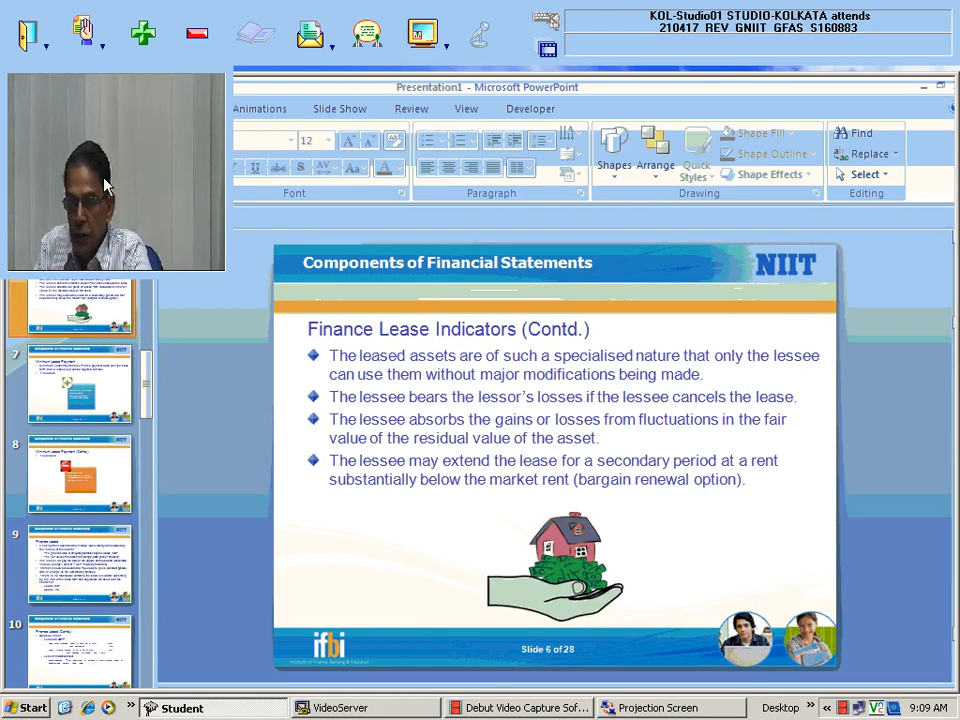 KOL-Studio01 STUDIO-KOLKATA attends
210417_REV_GNIIT_GFAS_S160883
Presentation1 - Microsoft PowerPoint
Animations Slide Show Review View Developer
12
Shapes Arrange Quick Styles
Shape Fill
Shape Outline
Shape Effects
Find
Replace
Select
Font Paragraph Drawing Editing
Components of Financial Statements
NIIT
Finance Lease Indicators (Contd.)
The leased assets are of such a specialised nature that only the lessee
can use them without major modifications being made.
The lessee bears the lessor's losses if the lessee cancels the lease.
The lessee absorbs the gains or losses from fluctuations in the fair
value of the residual value of the asset.
The lessee may extend the lease for a secondary period at a rent
substantially below the market rent (bargain renewal option).
ifbi
Institute of Finance, Banking & Insurance
Slide 6 of 28
7
8
9
10
Start Student VideoServer Debut Video Capture Sof... Projection Screen Desktop 9:09 AM